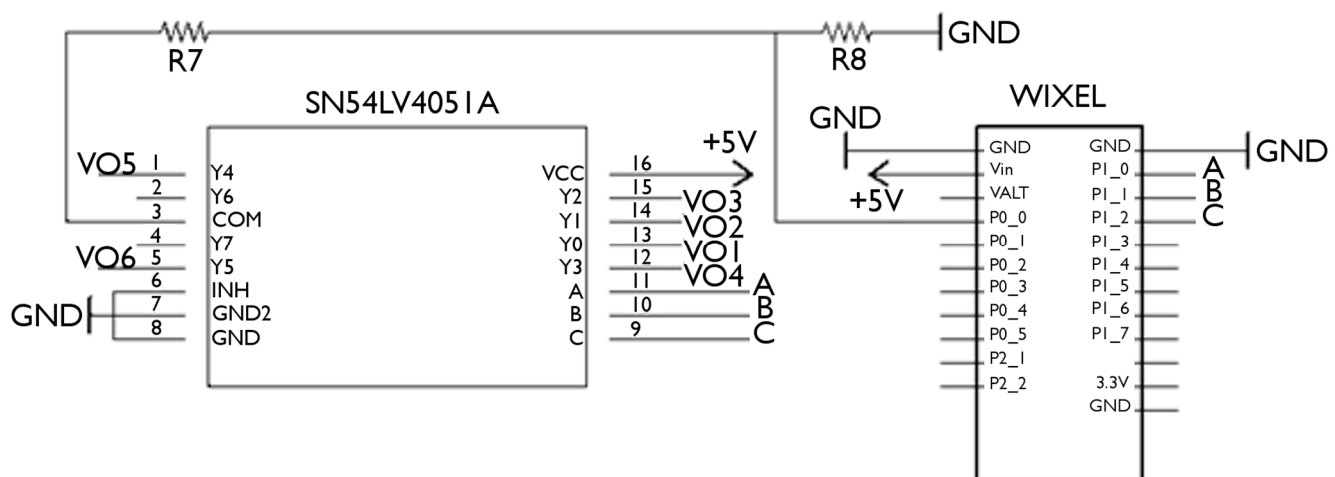 R7
R8
GND
SN54LV4051A
WIXEL
VO5 1 Y4
2 Y6
3 COM
4 Y7
VO6 5 Y5
6 INH
GND 7 GND2
8 GND
VCC 16 +5V
Y2 15 VO3
Y1 14 VO2
Y0 13 VO1
Y3 12 VO4
A 11 A
B 10 B
C 9 C
GND
GND
+5V
Vin
VALT
P0_0
P0_1
P0_2
P0_3
P0_4
P0_5
P2_1
P2_2
GND GND
P1_0 A
P1_1 B
P1_2 C
P1_3
P1_4
P1_5
P1_6
P1_7
3.3V
GND